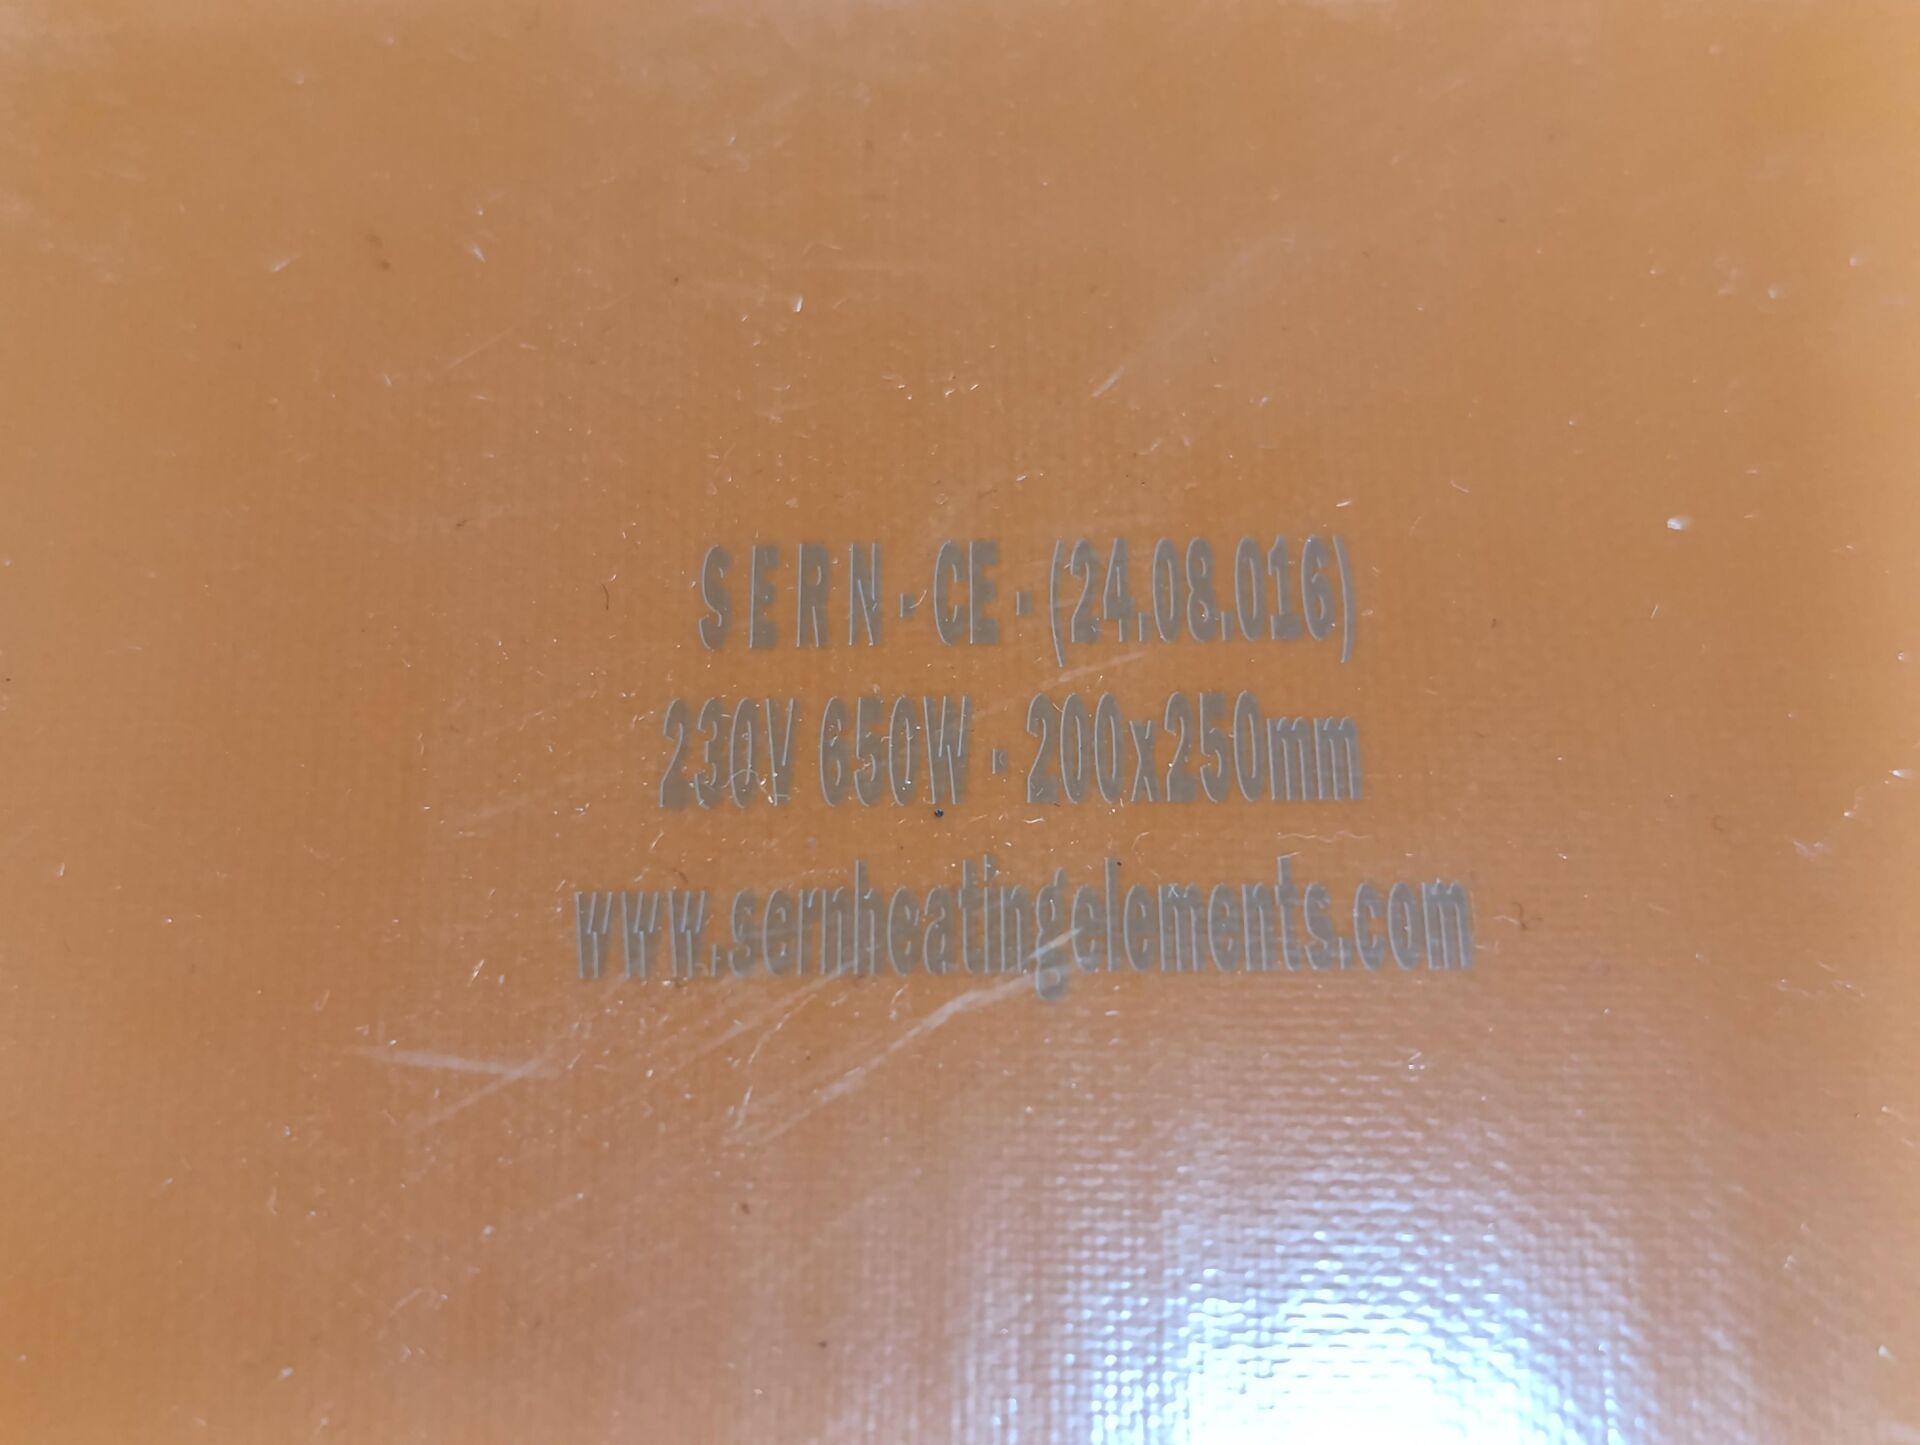 SERN - CE - (24.08.016)
230V 650W - 200x250mm
www.sernheatingelements.com